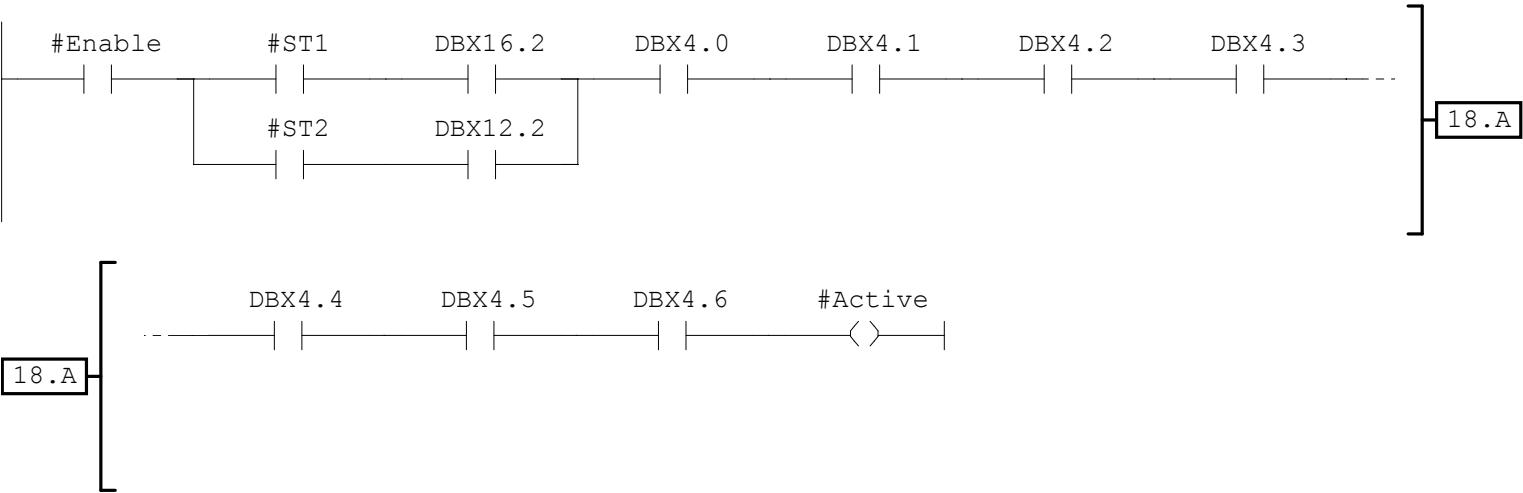 #Enable #ST1 DBX16.2 DBX4.0 DBX4.1 DBX4.2 DBX4.3
18.A
#ST2 DBX12.2
DBX4.4 DBX4.5 DBX4.6 #Active
18.A